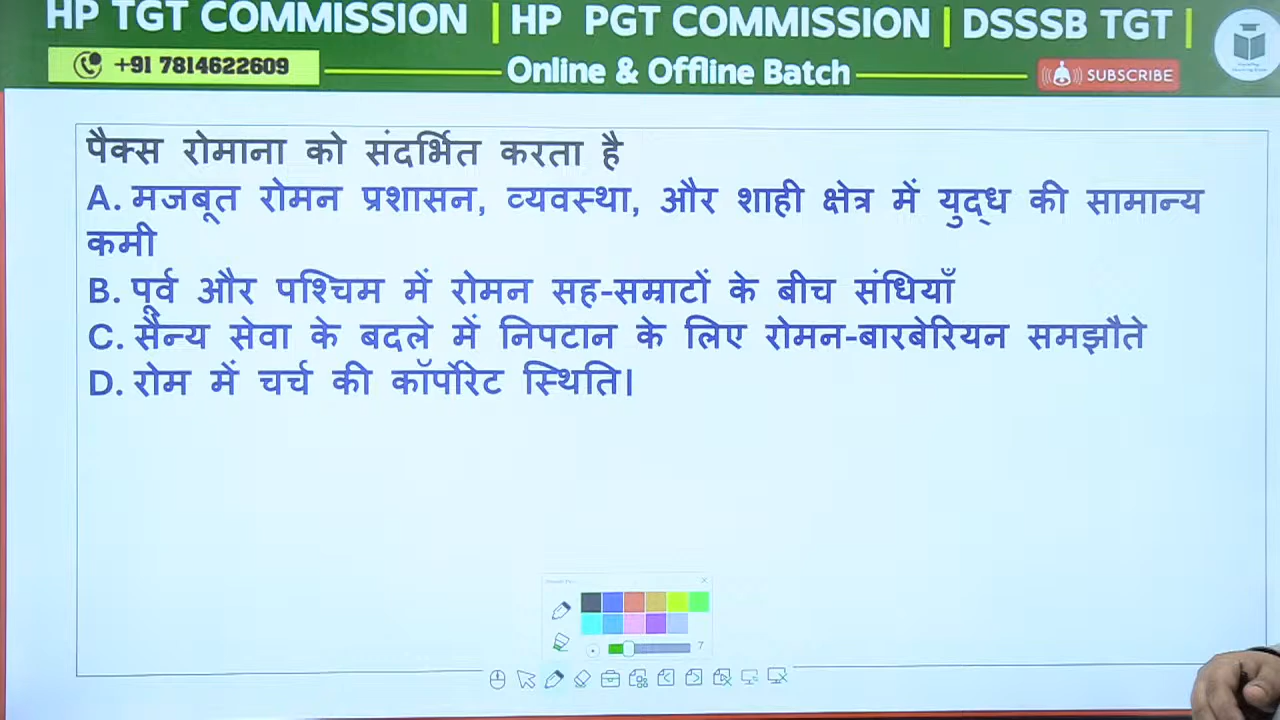 HP TGT COMMISSION | HP PGT COMMISSION | DSSSB TGT |
+91 7814622609
Online & Offline Batch
SUBSCRIBE
पैक्स रोमाना को संदर्भित करता है
A. मजबूत रोमन प्रशासन, व्यवस्था, और शाही क्षेत्र में युद्ध की सामान्य
कमी
B. पूर्व और पश्चिम में रोमन सह-सम्राटों के बीच संधियाँ
C. सैन्य सेवा के बदले में निपटान के लिए रोमन-बारबेरियन समझौते
D. रोम में चर्च की कॉर्पोरेट स्थिति।
7